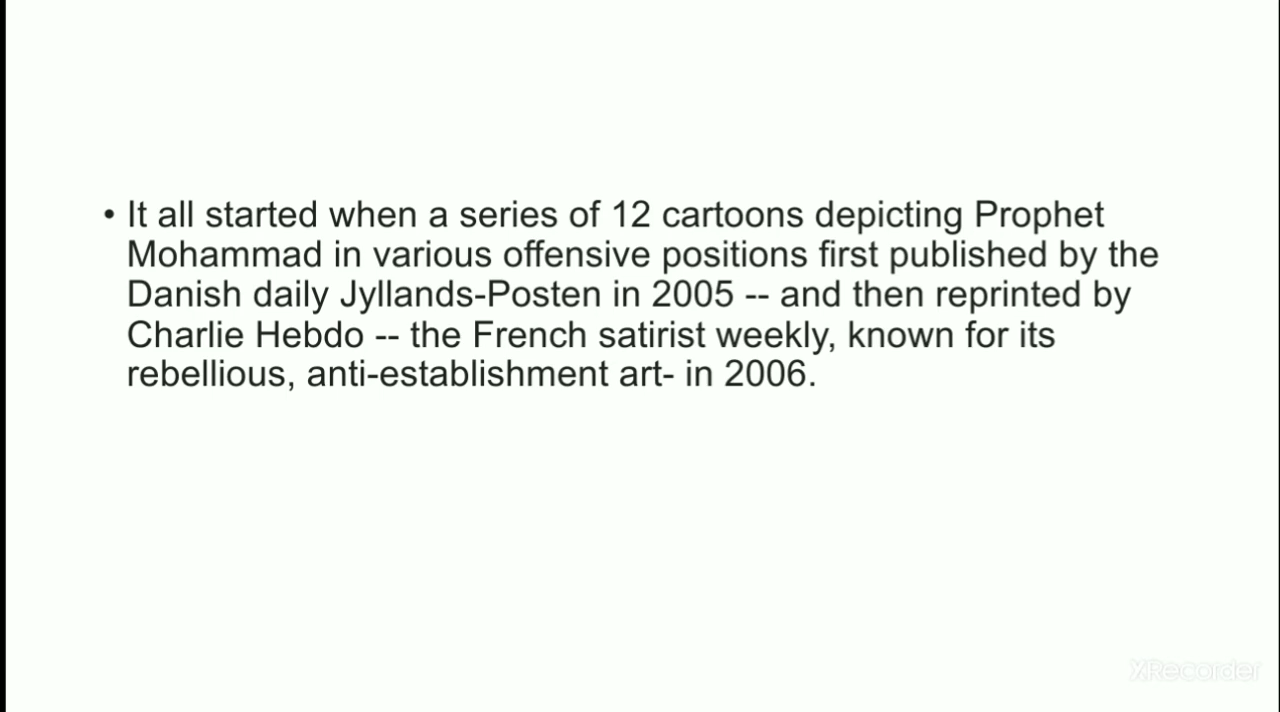 • It all started when a series of 12 cartoons depicting Prophet
Mohammad in various offensive positions first published by the
Danish daily Jyllands-Posten in 2005 -- and then reprinted by
Charlie Hebdo -- the French satirist weekly, known for its
rebellious, anti-establishment art- in 2006.
XRecorder